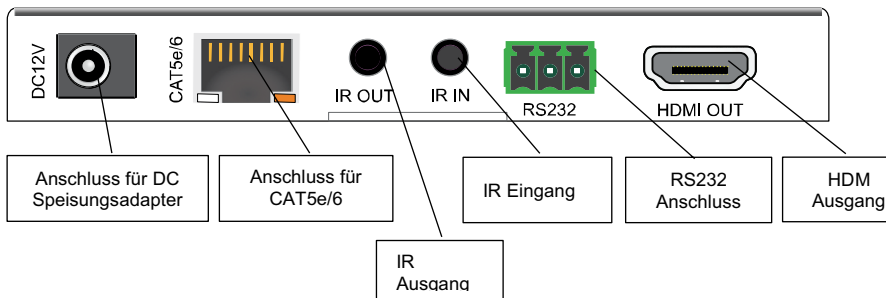 DC12V
CAT5e/6
IR OUT
IR IN
RS232
HDMI OUT
Anschluss für DC
Speisungsadapter
Anschluss für
CAT5e/6
IR Eingang
RS232
Anschluss
HDM
Ausgang
IR
Ausgang